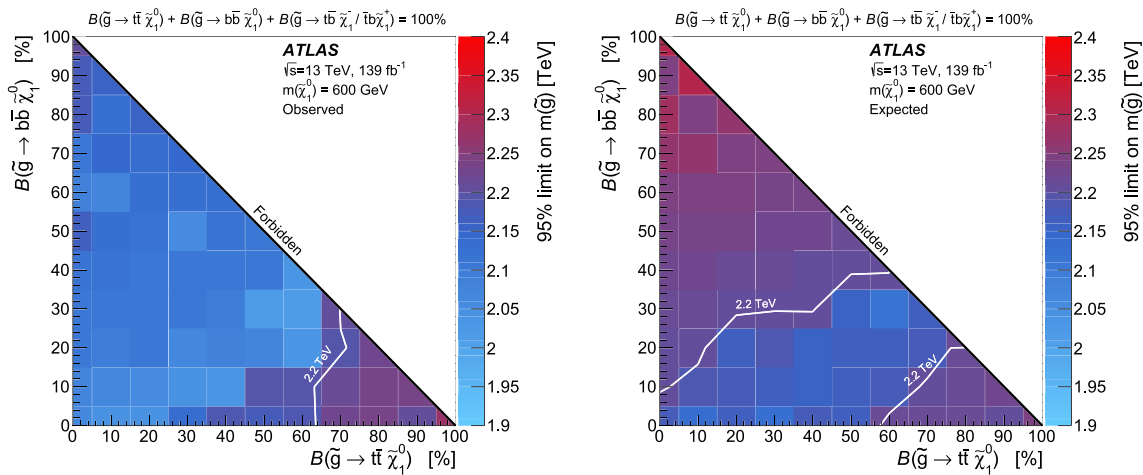 B(g̃ → tt̄ χ̃₁⁰) + B(g̃ → bb̄ χ̃₁⁰) + B(g̃ → tb̄ χ̃₁⁻ / t̄bχ̃₁⁺) = 100%
B(g̃ → bb̄ χ̃₁⁰) [%]
100
90
80
70
60
50
40
30
20
10
0
ATLAS
√s=13 TeV, 139 fb⁻¹
m(χ̃₁⁰) = 600 GeV
Observed
Forbidden
2.2 TeV
0 10 20 30 40 50 60 70 80 90 100
B(g̃ → tt̄ χ̃₁⁰) [%]
2.4
2.35
2.3
2.25
2.2
2.15
2.1
2.05
2
1.95
1.9
95% limit on m(g̃) [TeV]
B(g̃ → tt̄ χ̃₁⁰) + B(g̃ → bb̄ χ̃₁⁰) + B(g̃ → tb̄ χ̃₁⁻ / t̄bχ̃₁⁺) = 100%
B(g̃ → bb̄ χ̃₁⁰) [%]
100
90
80
70
60
50
40
30
20
10
0
ATLAS
√s=13 TeV, 139 fb⁻¹
m(χ̃₁⁰) = 600 GeV
Expected
Forbidden
2.2 TeV
2.2 TeV
0 10 20 30 40 50 60 70 80 90 100
B(g̃ → tt̄ χ̃₁⁰) [%]
2.4
2.35
2.3
2.25
2.2
2.15
2.1
2.05
2
1.95
1.9
95% limit on m(g̃) [TeV]